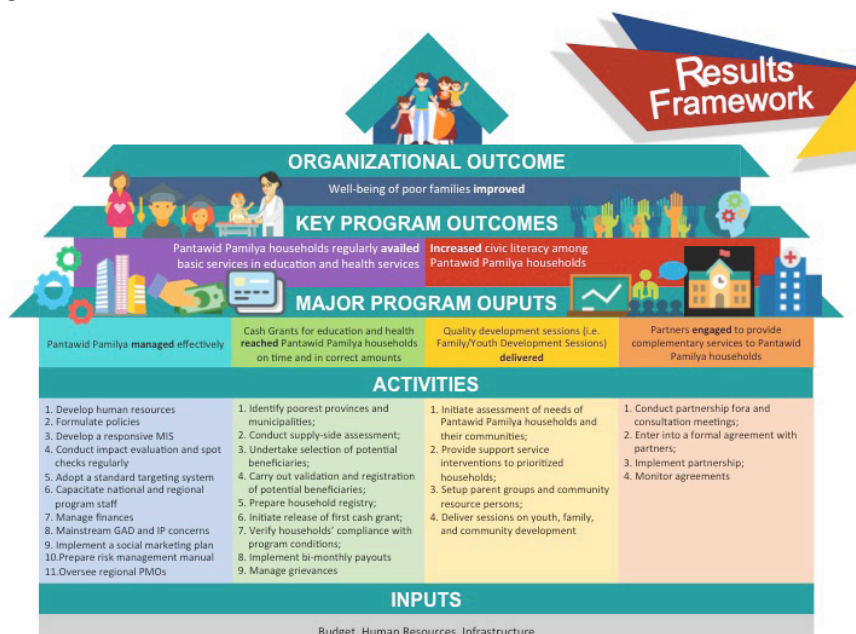 Results
Framework
ORGANIZATIONAL OUTCOME
Well-being of poor families improved
KEY PROGRAM OUTCOMES
Pantawid Pamilya households regularly availed
basic services in education and health services
Increased civic literacy among
Pantawid Pamilya households
MAJOR PROGRAM OUPUTS
Pantawid Pamilya managed effectively
Cash Grants for education and health
reached Pantawid Pamilya households
on time and in correct amounts
Quality development sessions (i.e.
Family/Youth Development Sessions)
delivered
Partners engaged to provide
complementary services to Pantawid
Pamilya households
ACTIVITIES
1. Develop human resources
2. Formulate policies
3. Develop a responsive MIS
4. Conduct impact evaluation and spot
checks regularly
5. Adopt a standard targeting system
6. Capacitate national and regional
program staff
7. Manage finances
8. Mainstream GAD and IP concerns
9. Implement a social marketing plan
10.Prepare risk management manual
11.Oversee regional PMOs
1. Identify poorest provinces and
municipalities;
2. Conduct supply-side assessment;
3. Undertake selection of potential
beneficiaries;
4. Carry out validation and registration
of potential beneficiaries;
5. Prepare household registry;
6. Initiate release of first cash grant;
7. Verify households' compliance with
program conditions;
8. Implement bi-monthly payouts
9. Manage grievances
1. Initiate assessment of needs of
Pantawid Pamilya households and
their communities;
2. Provide support service
interventions to prioritized
households;
3. Setup parent groups and community
resource persons;
4. Deliver sessions on youth, family,
and community development
1. Conduct partnership fora and
consultation meetings;
2. Enter into a formal agreement with
partners;
3. Implement partnership;
4. Monitor agreements
INPUTS
Budget, Human Resources, Infrastructure